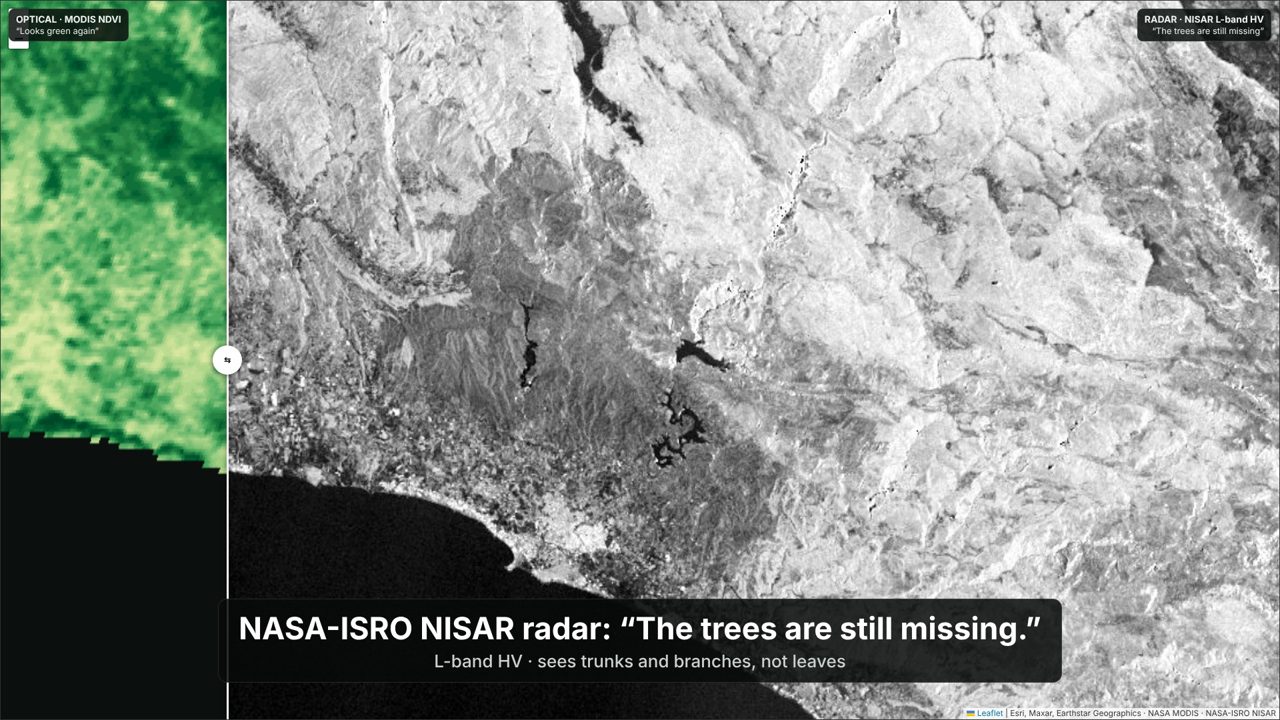 OPTICAL · MODIS NDVI
“Looks green again”
RADAR · NISAR L-band HV
“The trees are still missing”
NASA-ISRO NISAR radar: “The trees are still missing.”
L-band HV · sees trunks and branches, not leaves
Leaflet | Esri, Maxar, Earthstar Geographics · NASA MODIS · NASA-ISRO NISAR